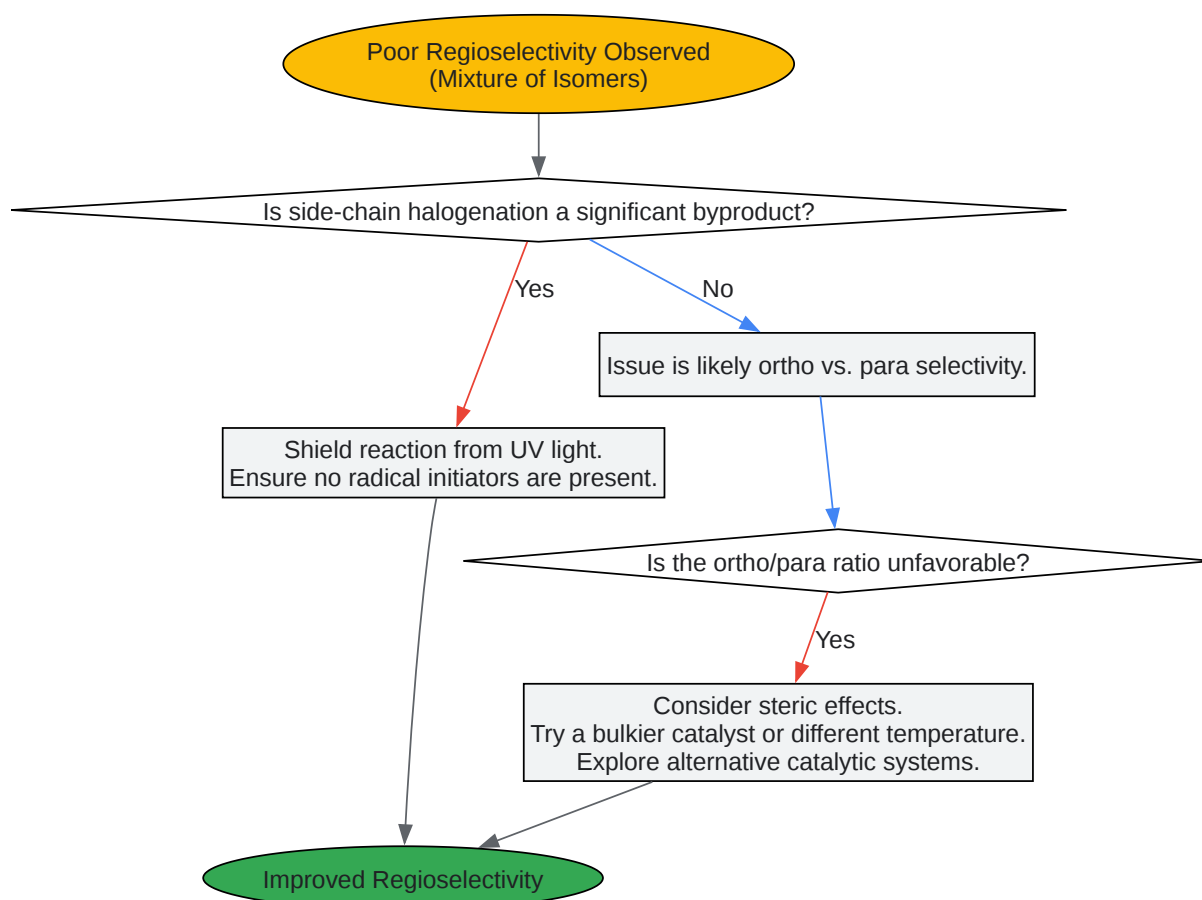 Poor Regioselectivity Observed
(Mixture of Isomers)
Is side-chain halogenation a significant byproduct?
Yes
No
Issue is likely ortho vs. para selectivity.
Shield reaction from UV light.
Ensure no radical initiators are present.
Is the ortho/para ratio unfavorable?
Yes
Consider steric effects.
Try a bulkier catalyst or different temperature.
Explore alternative catalytic systems.
Improved Regioselectivity